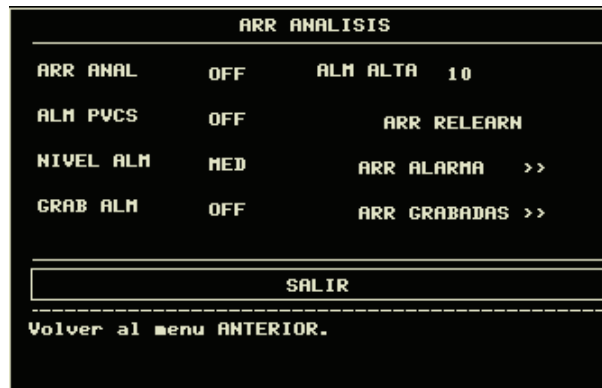 ARR ANALISIS
ARR ANAL OFF ALM ALTA 10
ALM PVCS OFF ARR RELEARN
NIVEL ALM MED ARR ALARMA >>
GRAB ALM OFF ARR GRABADAS >>
SALIR
Volver al menu ANTERIOR.